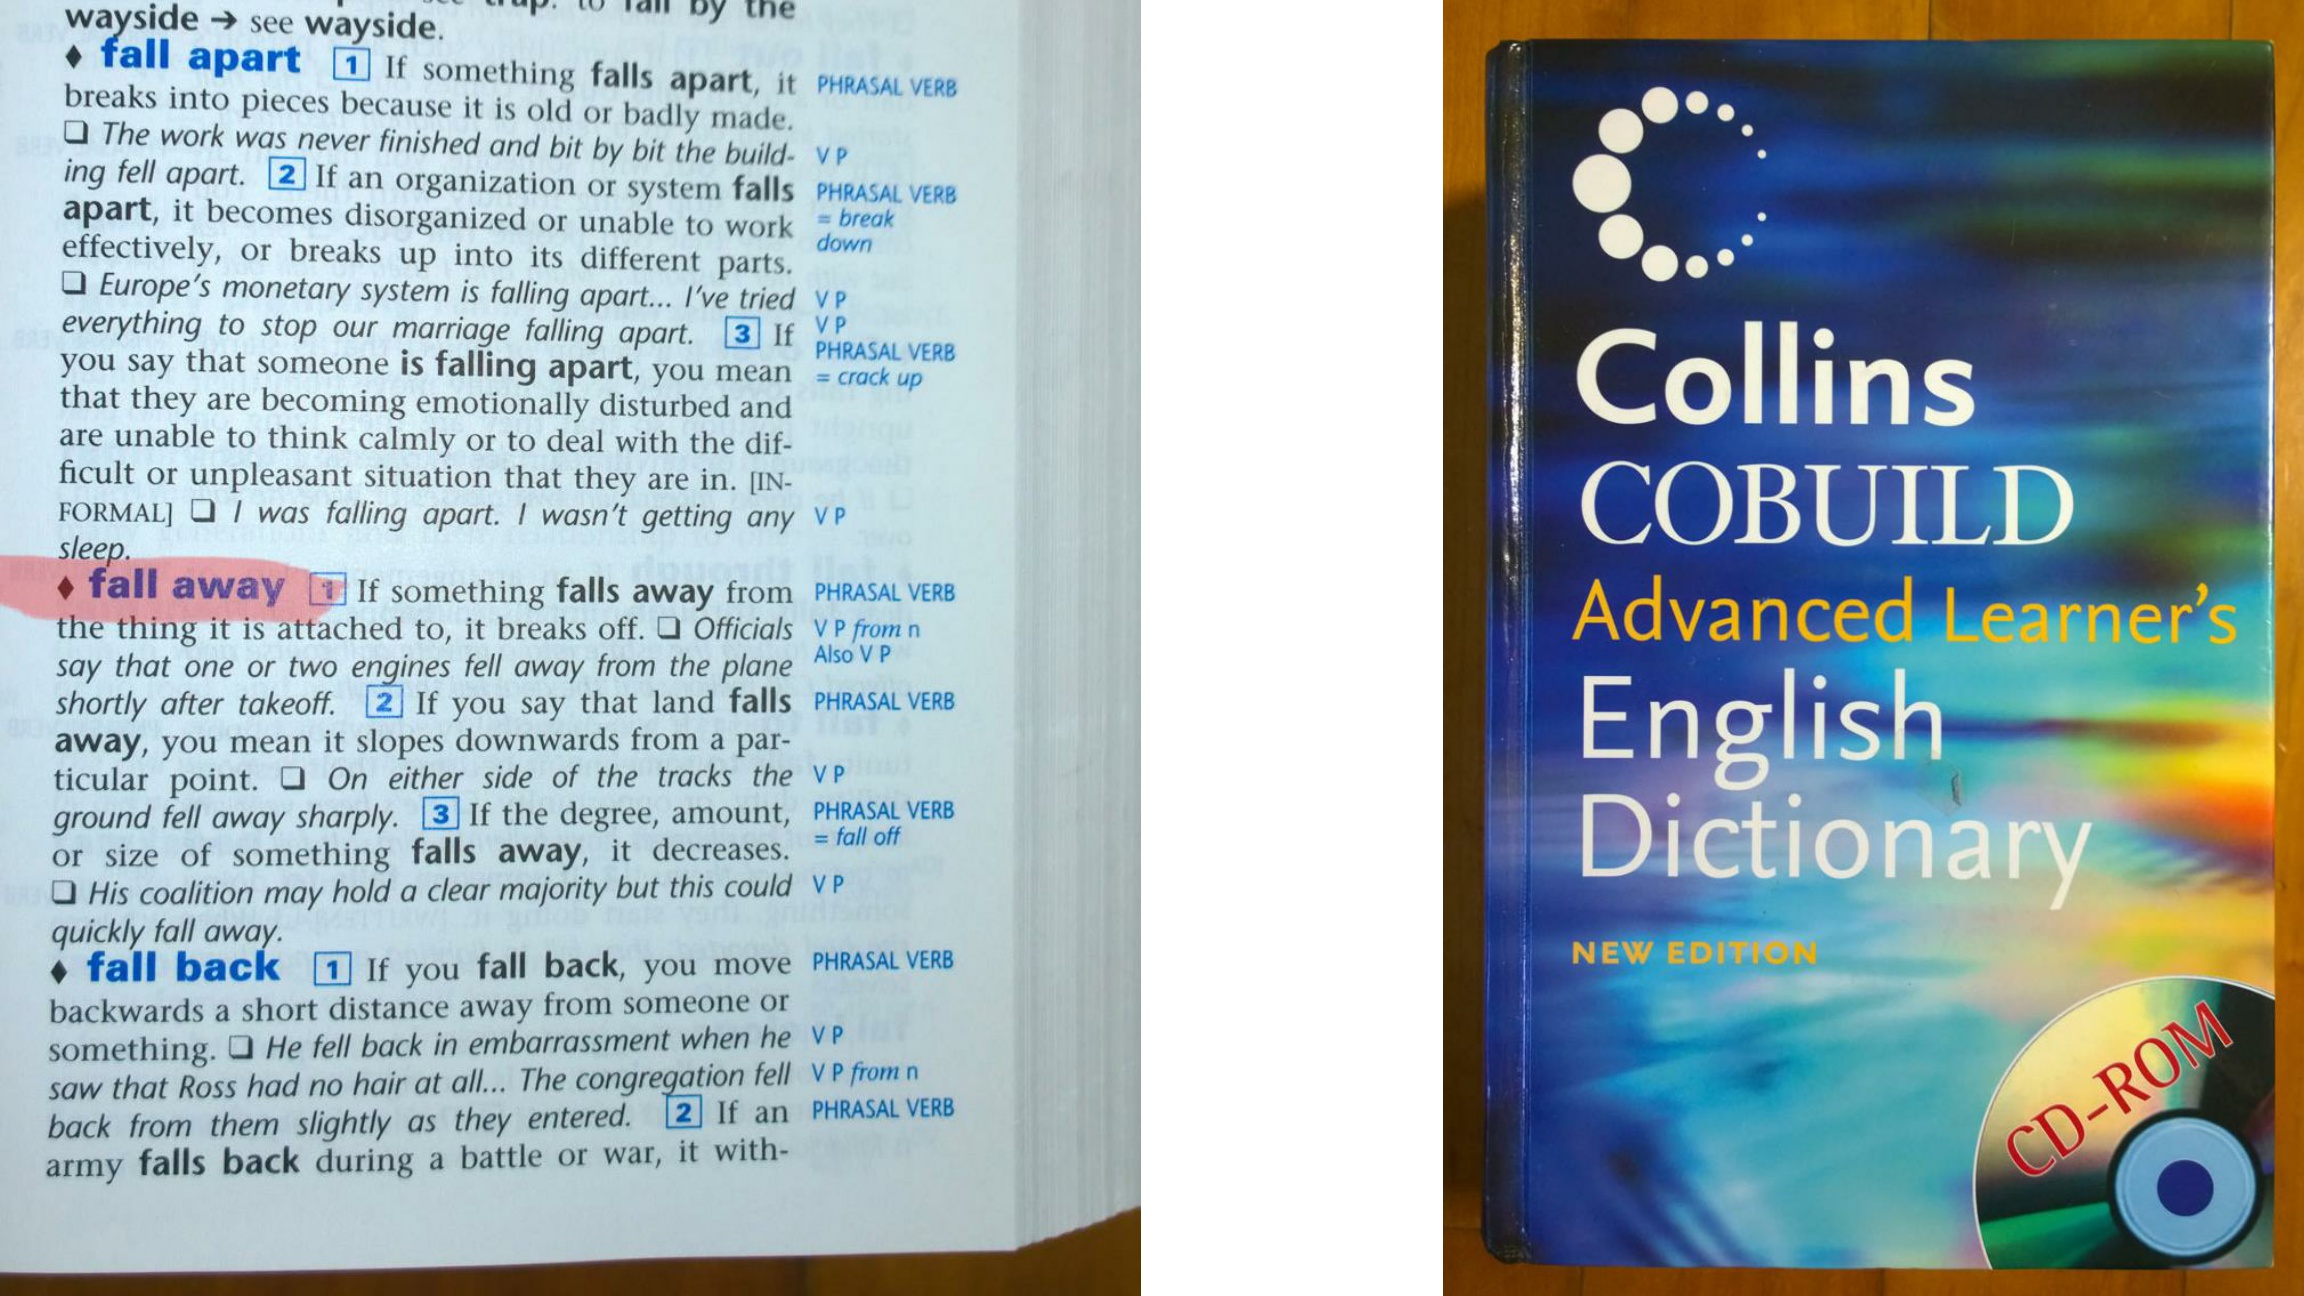 wayside → see wayside.
♦ fall apart 1 If something falls apart, it PHRASAL VERB
breaks into pieces because it is old or badly made.
❏ The work was never finished and bit by bit the build- V P
ing fell apart. 2 If an organization or system falls PHRASAL VERB
apart, it becomes disorganized or unable to work = break
effectively, or breaks up into its different parts. down
❏ Europe's monetary system is falling apart... I've tried V P
everything to stop our marriage falling apart. 3 If V P
you say that someone is falling apart, you mean PHRASAL VERB
that they are becoming emotionally disturbed and = crack up
are unable to think calmly or to deal with the dif-
ficult or unpleasant situation that they are in. [IN-
FORMAL] ❏ I was falling apart. I wasn't getting any V P
sleep.
♦ fall away 1 If something falls away from PHRASAL VERB
the thing it is attached to, it breaks off. ❏ Officials V P from n
say that one or two engines fell away from the plane Also V P
shortly after takeoff. 2 If you say that land falls PHRASAL VERB
away, you mean it slopes downwards from a par-
ticular point. ❏ On either side of the tracks the V P
ground fell away sharply. 3 If the degree, amount, PHRASAL VERB
or size of something falls away, it decreases. = fall off
❏ His coalition may hold a clear majority but this could V P
quickly fall away.
♦ fall back 1 If you fall back, you move PHRASAL VERB
backwards a short distance away from someone or
something. ❏ He fell back in embarrassment when he V P
saw that Ross had no hair at all... The congregation fell V P from n
back from them slightly as they entered. 2 If an PHRASAL VERB
army falls back during a battle or war, it with-
Collins
COBUILD
Advanced Learner's
English
Dictionary
NEW EDITION
CD-ROM